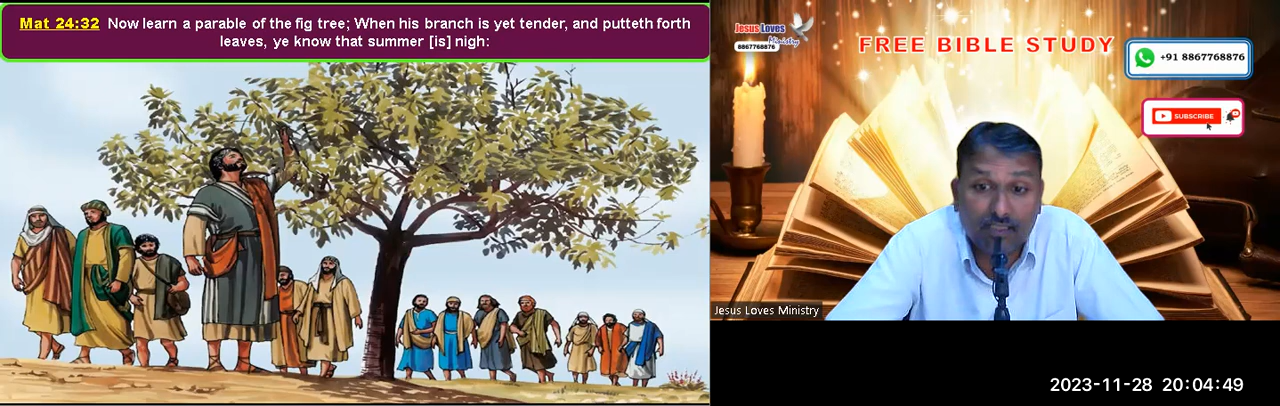 Mat 24:32 Now learn a parable of the fig tree; When his branch is yet tender, and putteth forth
leaves, ye know that summer [is] nigh:
Jesus Loves
Ministry
8867768876
FREE BIBLE STUDY
+91 8867768876
SUBSCRIBE
Jesus Loves Ministry
2023-11-28 20:04:49